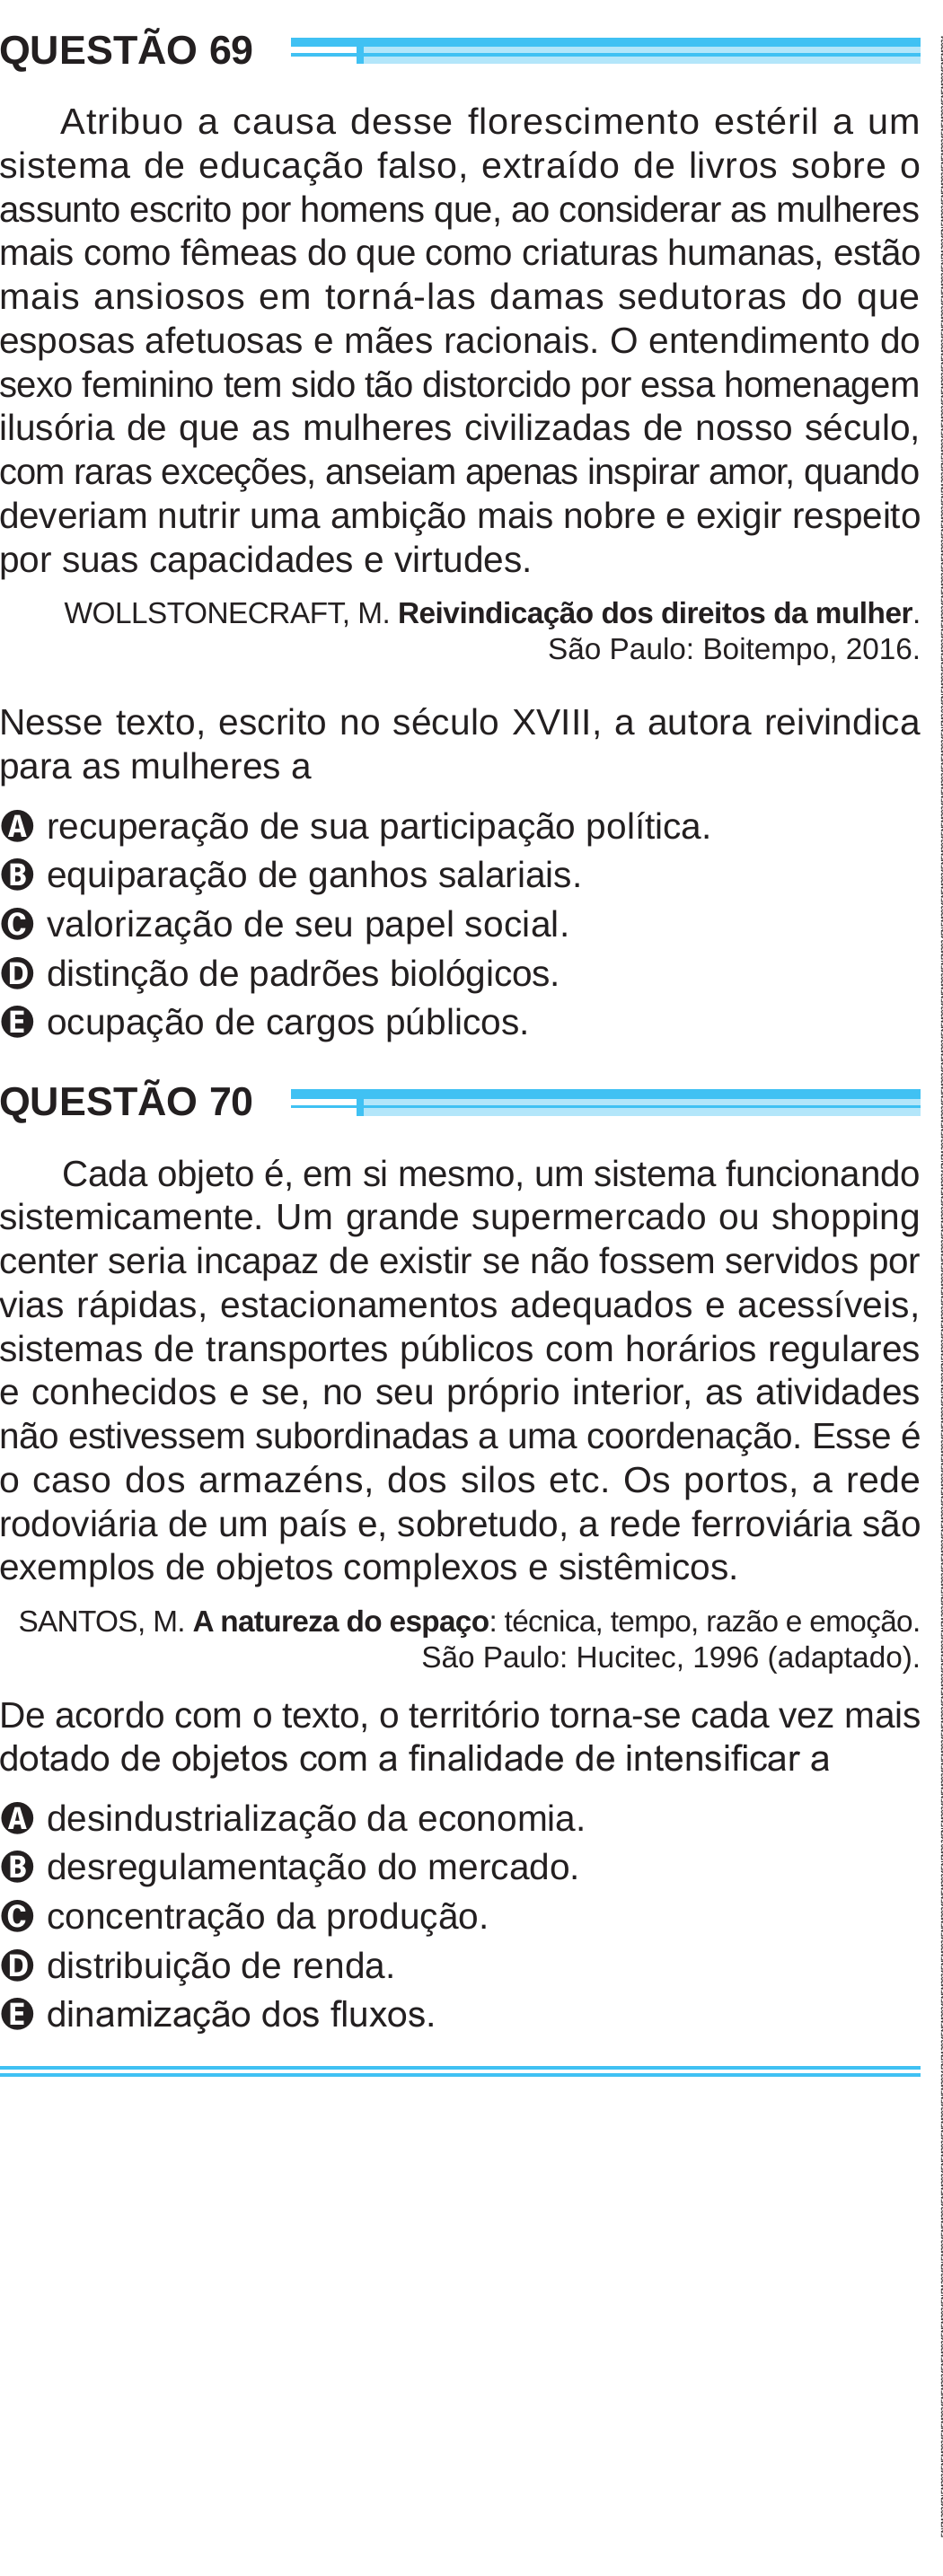 QUESTÃO 69
Atribuo a causa desse florescimento estéril a um
sistema de educação falso, extraído de livros sobre o
assunto escrito por homens que, ao considerar as mulheres
mais como fêmeas do que como criaturas humanas, estão
mais ansiosos em torná-las damas sedutoras do que
esposas afetuosas e mães racionais. O entendimento do
sexo feminino tem sido tão distorcido por essa homenagem
ilusória de que as mulheres civilizadas de nosso século,
com raras exceções, anseiam apenas inspirar amor, quando
deveriam nutrir uma ambição mais nobre e exigir respeito
por suas capacidades e virtudes.
WOLLSTONECRAFT, M. Reivindicação dos direitos da mulher.
São Paulo: Boitempo, 2016.
Nesse texto, escrito no século XVIII, a autora reivindica
para as mulheres a
A recuperação de sua participação política.
B equiparação de ganhos salariais.
C valorização de seu papel social.
D distinção de padrões biológicos.
E ocupação de cargos públicos.
QUESTÃO 70
Cada objeto é, em si mesmo, um sistema funcionando
sistemicamente. Um grande supermercado ou shopping
center seria incapaz de existir se não fossem servidos por
vias rápidas, estacionamentos adequados e acessíveis,
sistemas de transportes públicos com horários regulares
e conhecidos e se, no seu próprio interior, as atividades
não estivessem subordinadas a uma coordenação. Esse é
o caso dos armazéns, dos silos etc. Os portos, a rede
rodoviária de um país e, sobretudo, a rede ferroviária são
exemplos de objetos complexos e sistêmicos.
SANTOS, M. A natureza do espaço: técnica, tempo, razão e emoção.
São Paulo: Hucitec, 1996 (adaptado).
De acordo com o texto, o território torna-se cada vez mais
dotado de objetos com a finalidade de intensificar a
A desindustrialização da economia.
B desregulamentação do mercado.
C concentração da produção.
D distribuição de renda.
E dinamização dos fluxos.